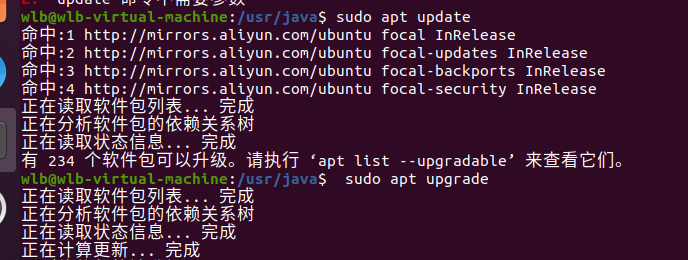 E: "update"命令不需要参数
wlb@wlb-virtual-machine:/usr/java$ sudo apt update
命中:1 http://mirrors.aliyun.com/ubuntu focal InRelease
命中:2 http://mirrors.aliyun.com/ubuntu focal-updates InRelease
命中:3 http://mirrors.aliyun.com/ubuntu focal-backports InRelease
命中:4 http://mirrors.aliyun.com/ubuntu focal-security InRelease
正在读取软件包列表... 完成
正在分析软件包的依赖关系树
正在读取状态信息... 完成
有 234 个软件包可以升级。请执行 ‘apt list --upgradable’ 来查看它们。
wlb@wlb-virtual-machine:/usr/java$  sudo apt upgrade
正在读取软件包列表... 完成
正在分析软件包的依赖关系树
正在读取状态信息... 完成
正在计算更新... 完成